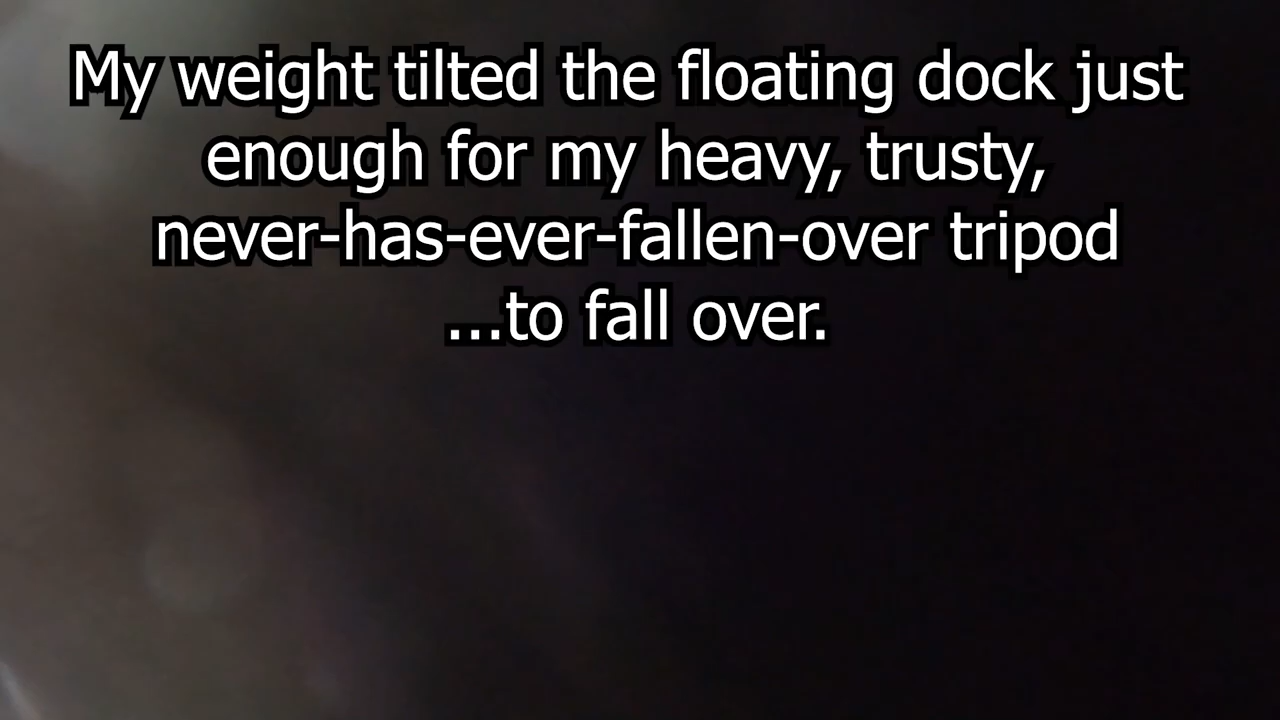 My weight tilted the floating dock just
enough for my heavy, trusty,
never-has-ever-fallen-over tripod
...to fall over.